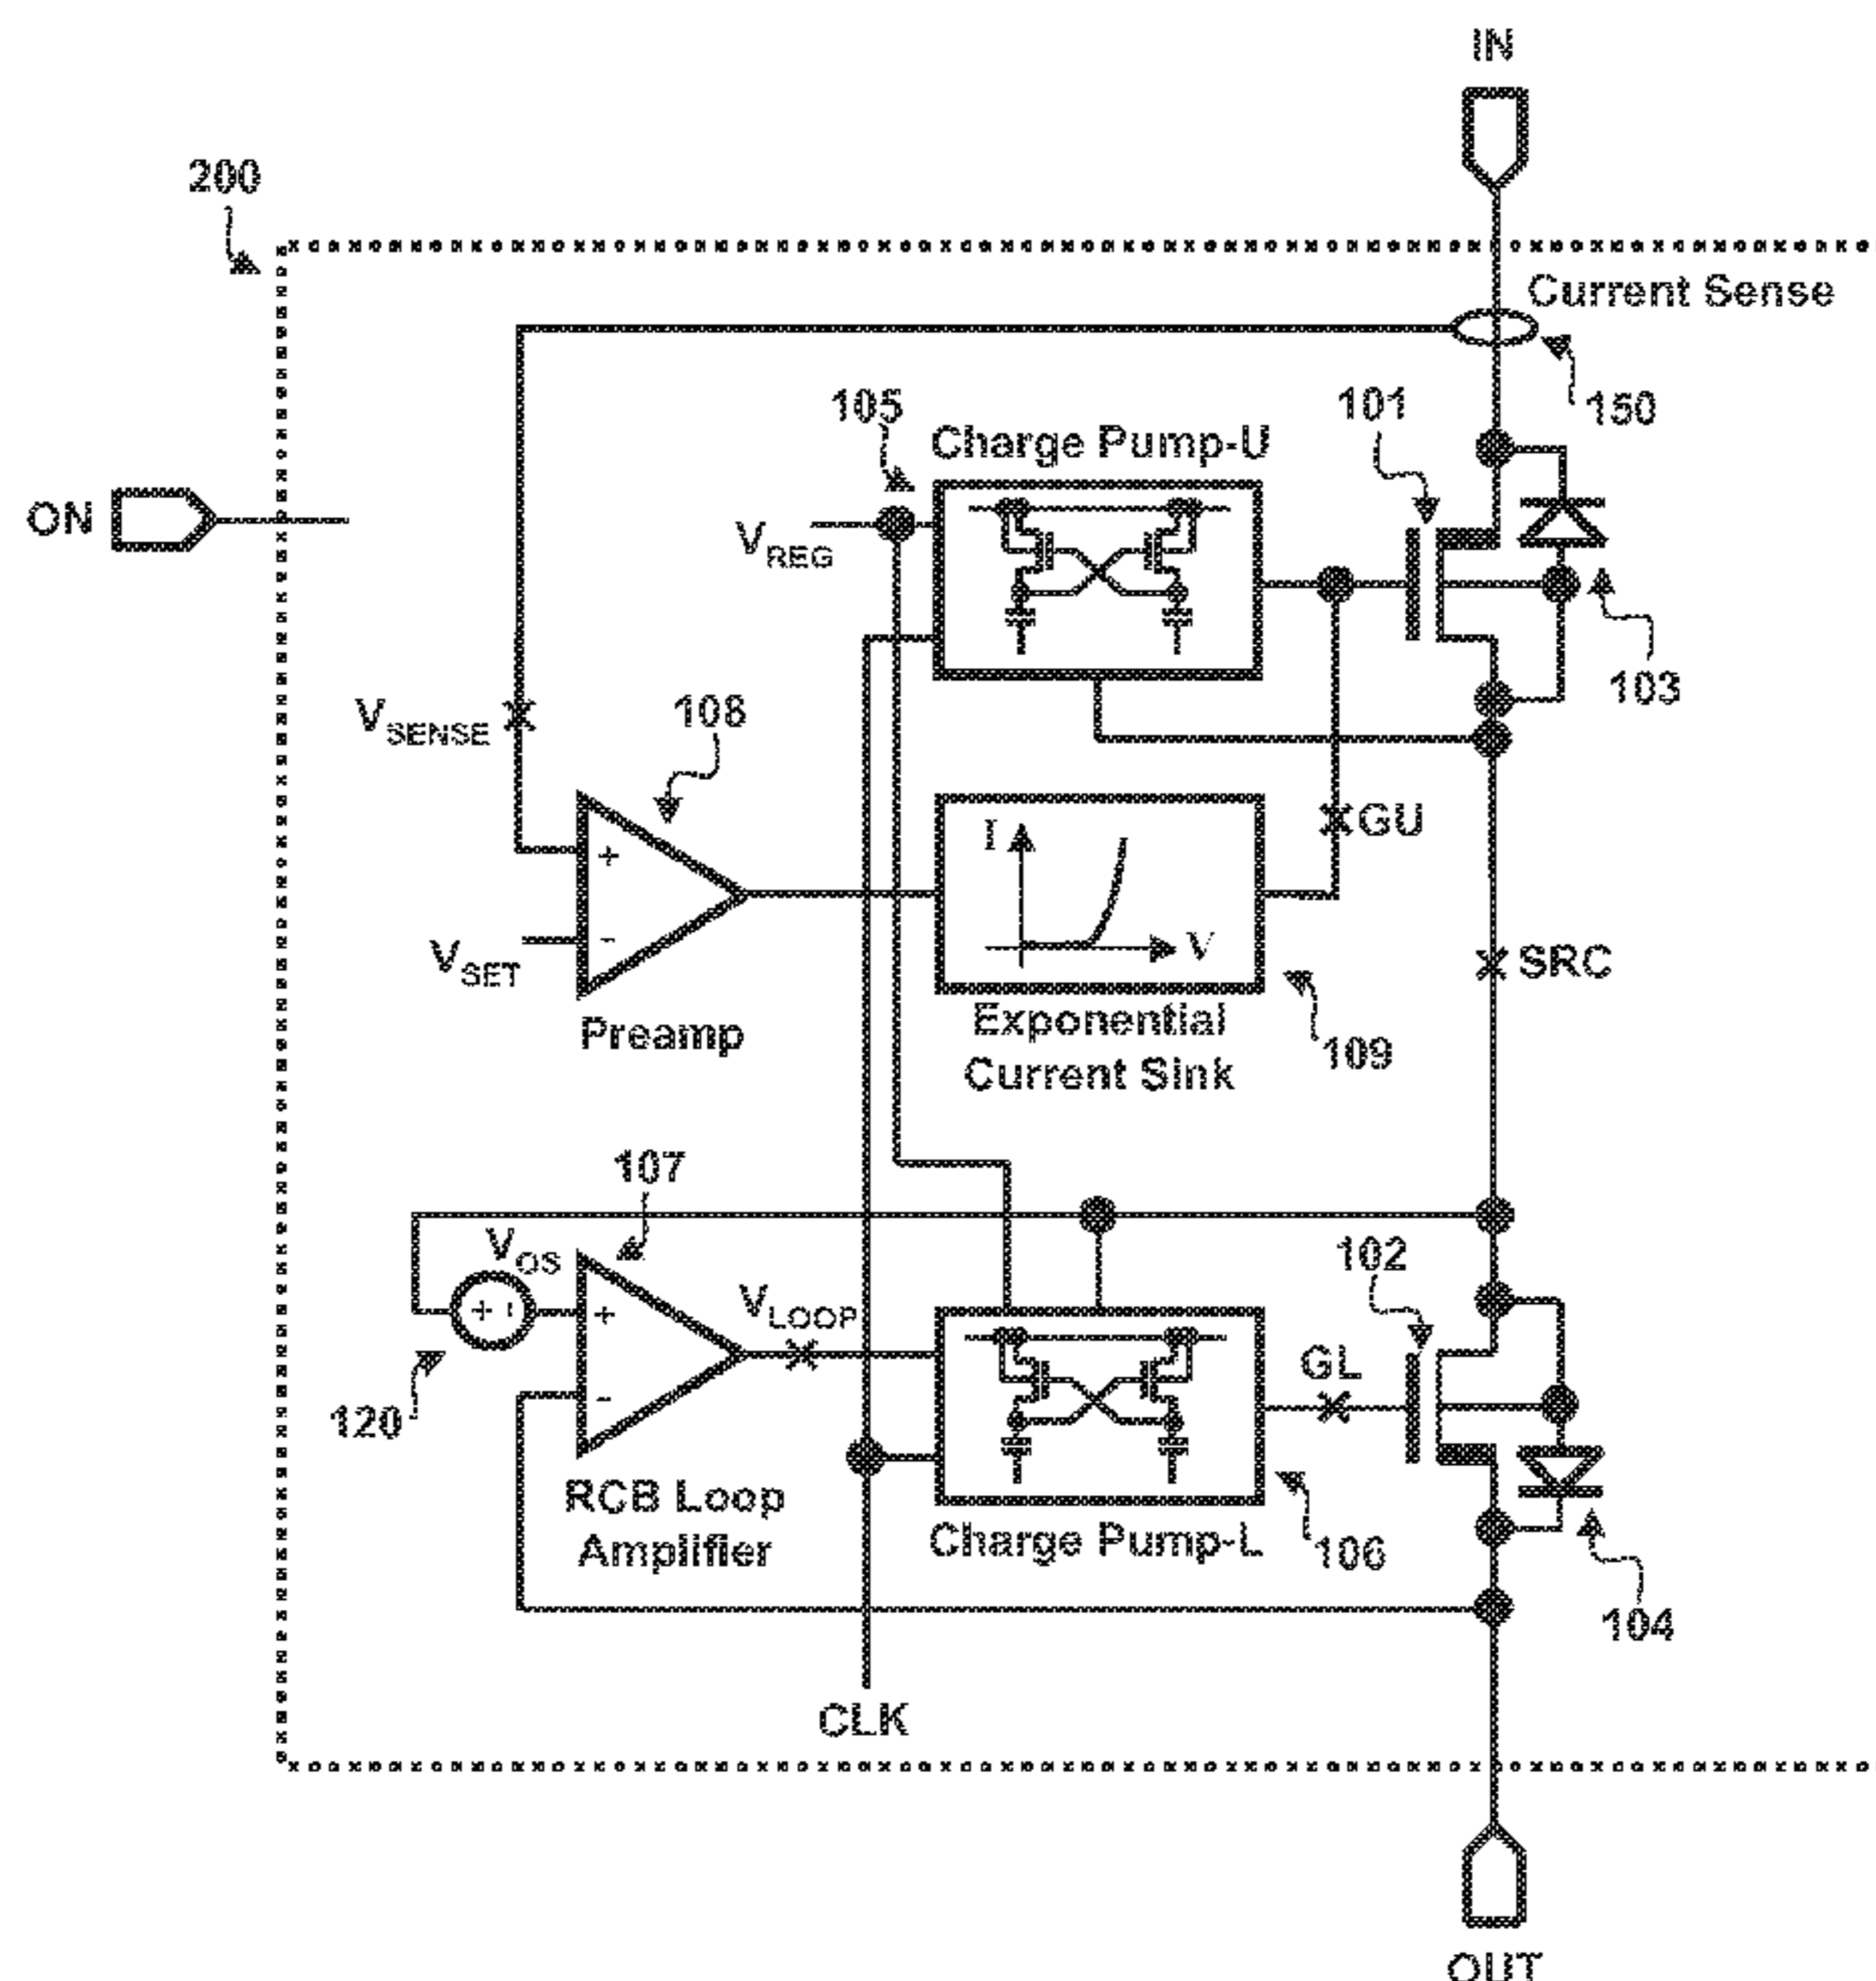 IN
200
Current Sense
150
105
Charge Pump-U
101
ON
VREG
103
VSENSE
108
+
-
VSET
Preamp
I
V
GU
SRC
Exponential
Current Sink
109
107
VOS
+ -
+
-
VLOOP
102
GL
120
RCB Loop
Amplifier
Charge Pump-L
106
104
CLK
OUT